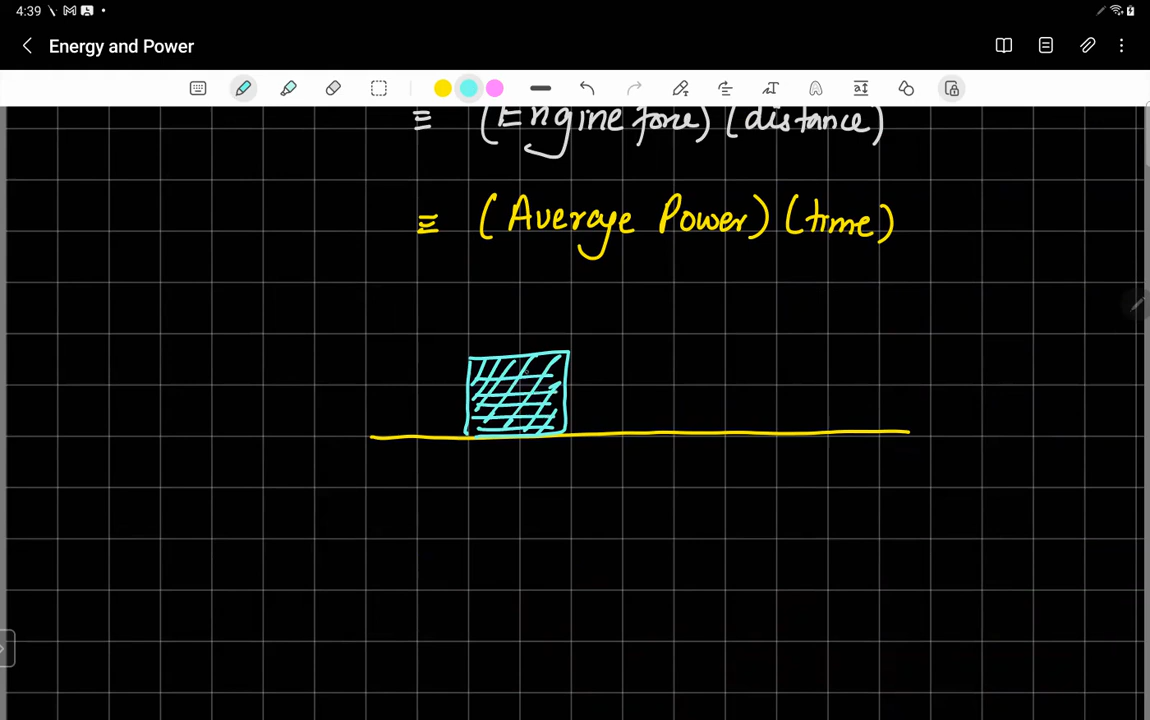 4:39
Energy and Power
≡ (Engine force) (distance)
≡ (Average Power) (time)